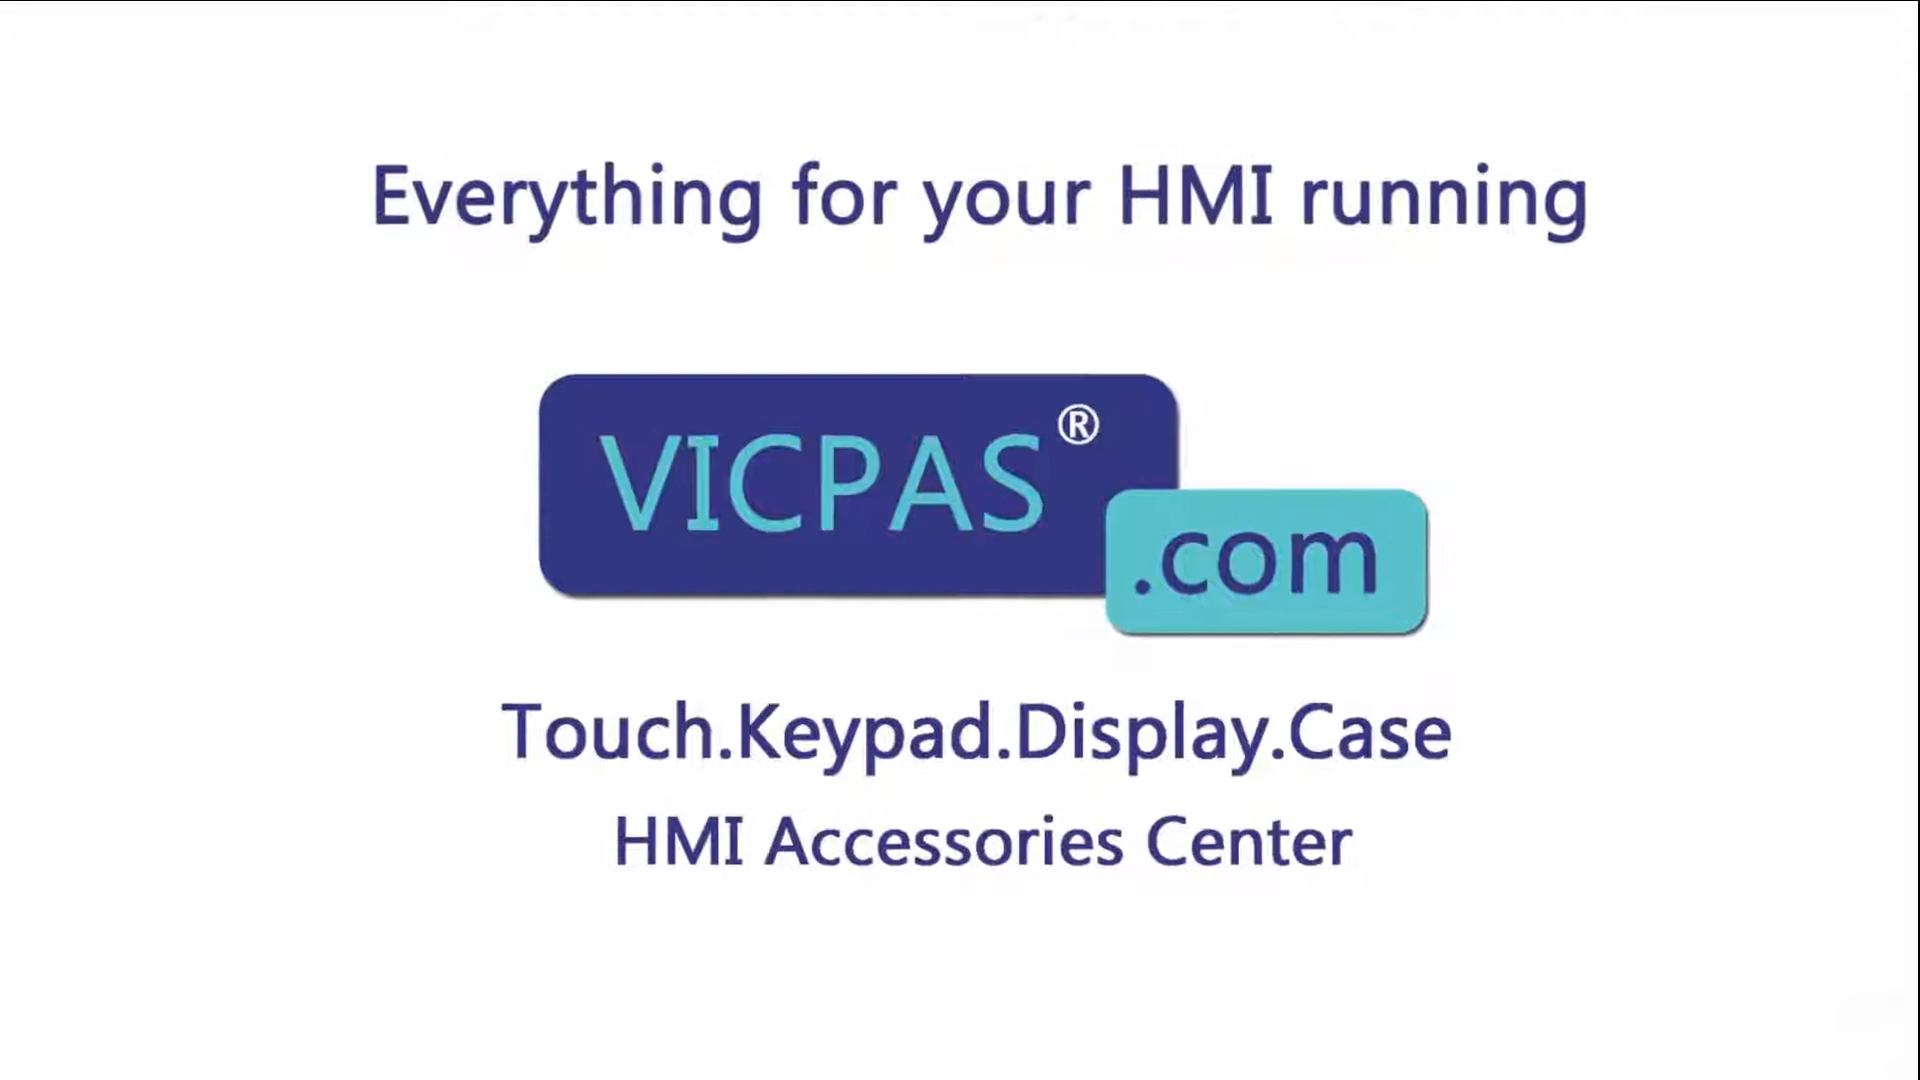 Everything for your HMI running
VICPAS®
.com
Touch.Keypad.Display.Case
HMI Accessories Center